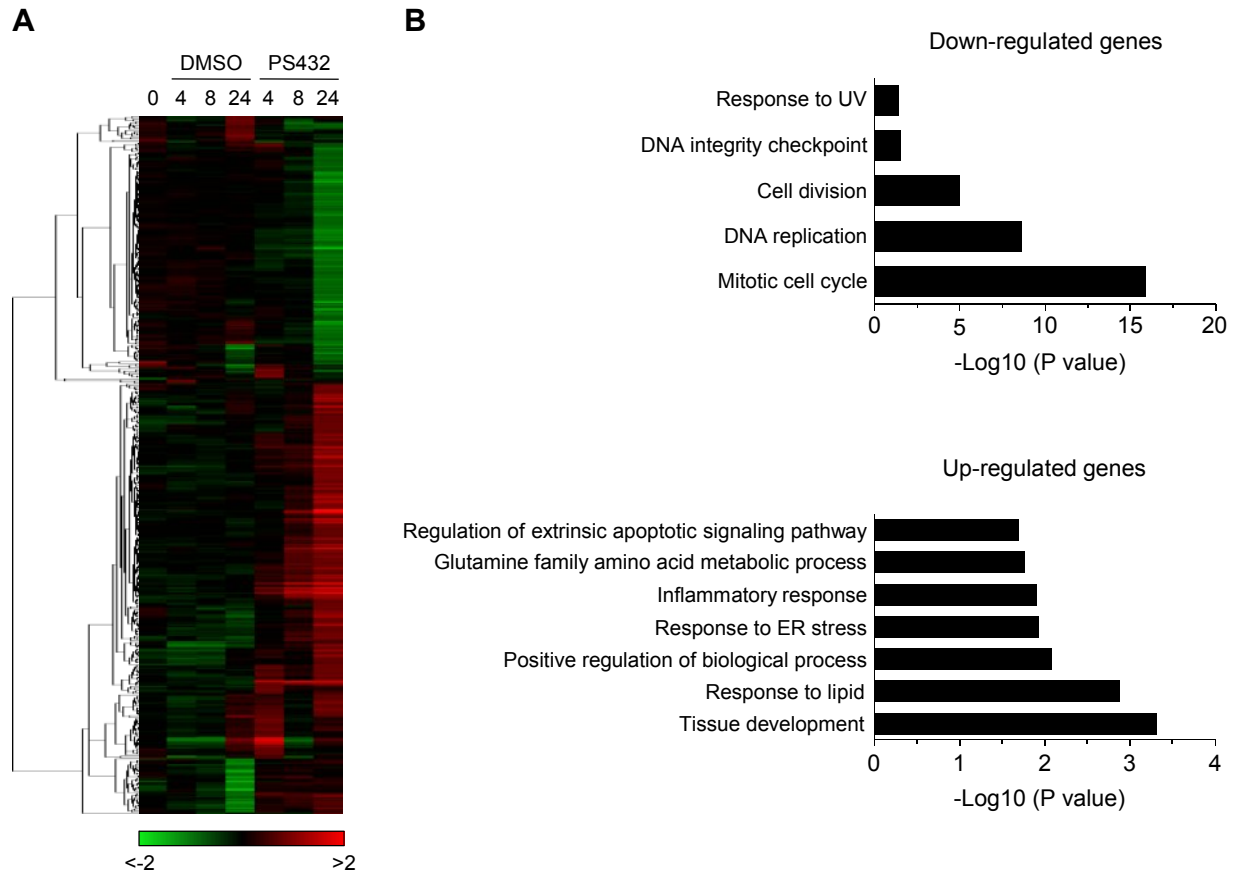 A
DMSO PS432
0 4 8 24 4 8 24
<-2 >2
B
Down-regulated genes
Response to UV
DNA integrity checkpoint
Cell division
DNA replication
Mitotic cell cycle
0 5 10 15 20
-Log10 (P value)
Up-regulated genes
Regulation of extrinsic apoptotic signaling pathway
Glutamine family amino acid metabolic process
Inflammatory response
Response to ER stress
Positive regulation of biological process
Response to lipid
Tissue development
0 1 2 3 4
-Log10 (P value)